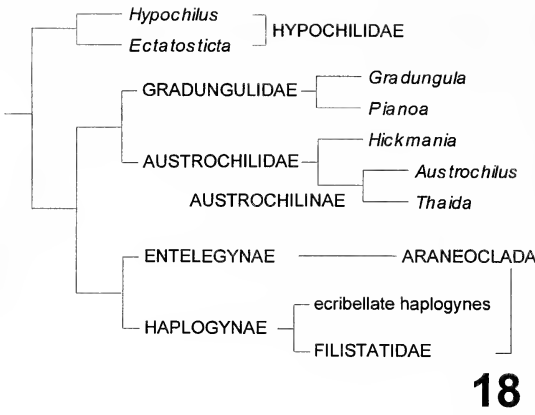 Hypochilus
Ectatosticta
HYPOCHILIDAE
GRADUNGULIDAE
Gradungula
Pianoa
Hickmania
AUSTROCHILIDAE
Austrochilus
AUSTROCHILINAE
Thaida
ENTELEGYNAE
ARANEOCLADA
ecribellate haplogynes
HAPLOGYNAE
FILISTATIDAE
18